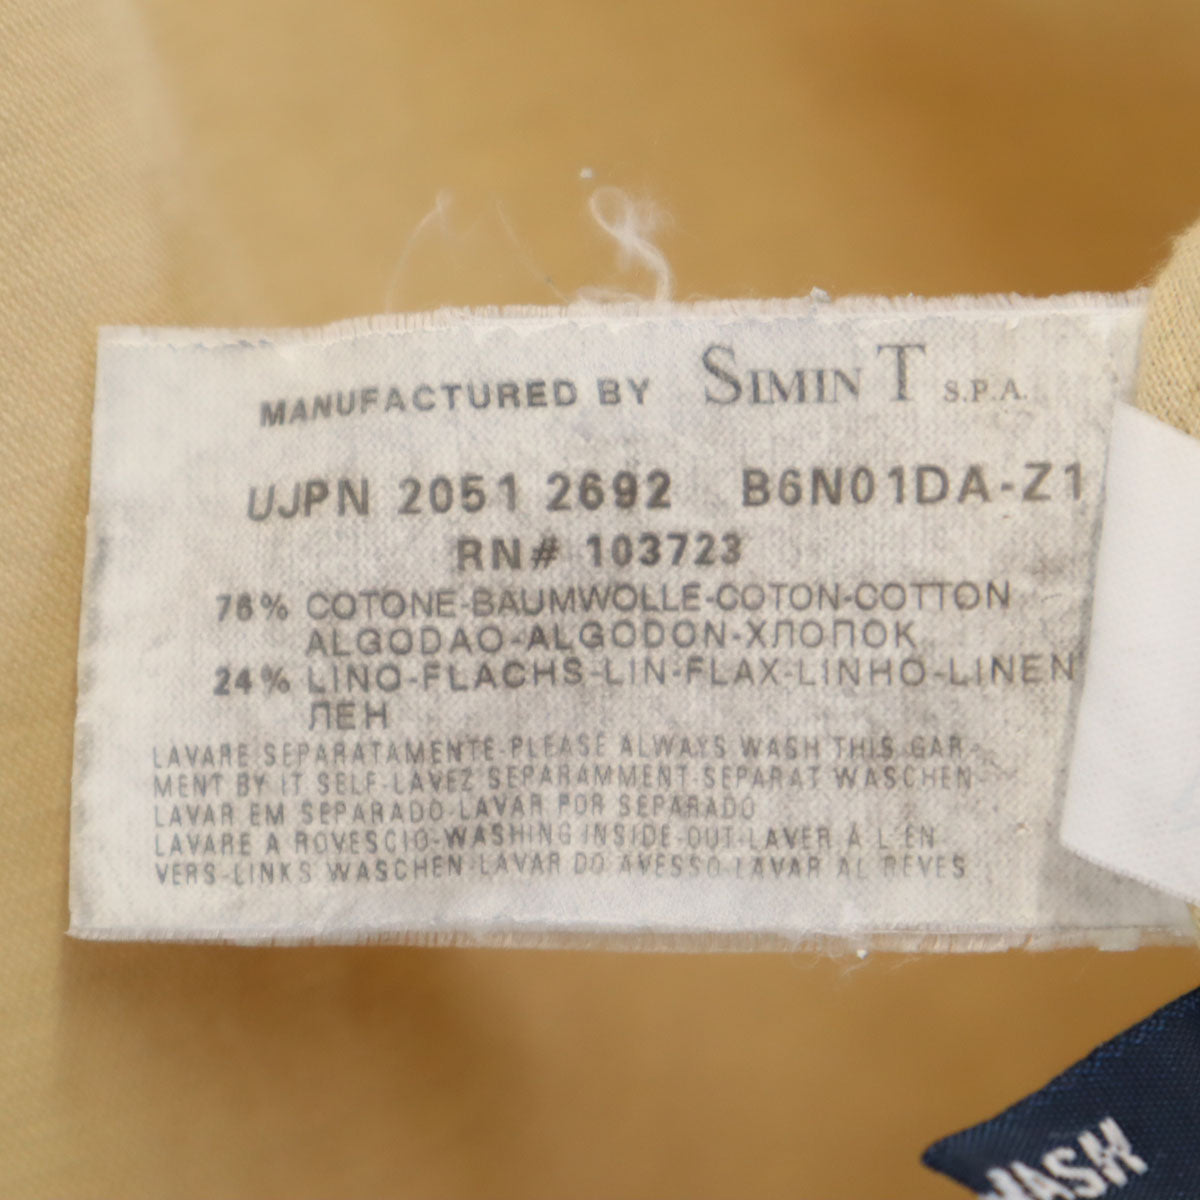 MANUFACTURED BY SIMIN T S.P.A.
UJPN 2051 2692 B6N01DA-Z1
RN# 103723
76% COTONE-BAUMWOLLE-COTON-COTTON
ALGODAO-ALGODON-ХЛОПОК
24% LINO-FLACHS-LIN-FLAX-LINHO-LINEN
ЛЕН
LAVARE SEPARATAMENTE-PLEASE ALWAYS WASH THIS GAR-
MENT BY IT SELF-LAVEZ SEPARAMMENT-SEPARAT WASCHEN-
LAVAR EM SEPARADO-LAVAR POR SEPARADO
LAVARE A ROVESCIO-WASHING INSIDE-OUT-LAVER À L'EN
VERS-LINKS WASCHEN-LAVAR DO AVESSO-LAVAR AL REVES